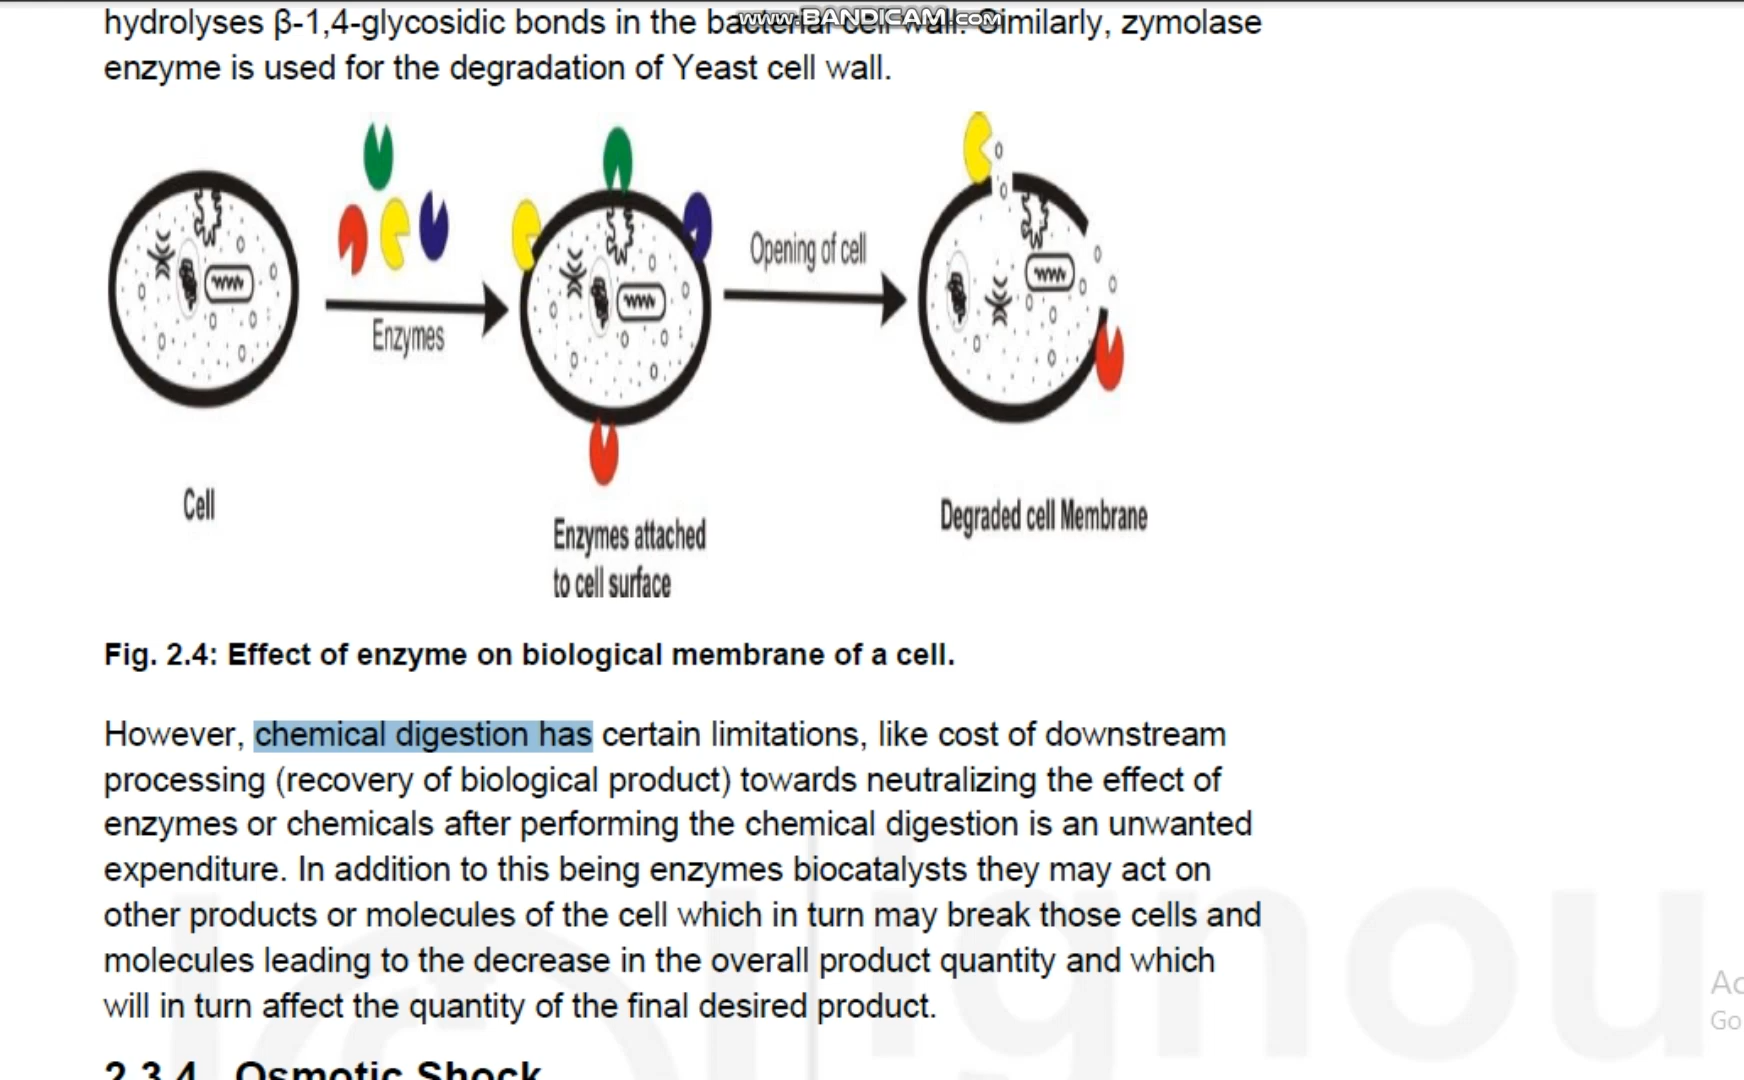 hydrolyses β-1,4-glycosidic bonds in the bacterial cell wall. Similarly, zymolase
www.BANDICAM.com
enzyme is used for the degradation of Yeast cell wall.
Opening of cell
Enzymes
Cell
Enzymes attached
to cell surface
Degraded cell Membrane
Fig. 2.4: Effect of enzyme on biological membrane of a cell.
However, chemical digestion has certain limitations, like cost of downstream
processing (recovery of biological product) towards neutralizing the effect of
enzymes or chemicals after performing the chemical digestion is an unwanted
expenditure. In addition to this being enzymes biocatalysts they may act on
other products or molecules of the cell which in turn may break those cells and
molecules leading to the decrease in the overall product quantity and which
will in turn affect the quantity of the final desired product.
ignou
Ac
Go
2.3.4 Osmotic Shock